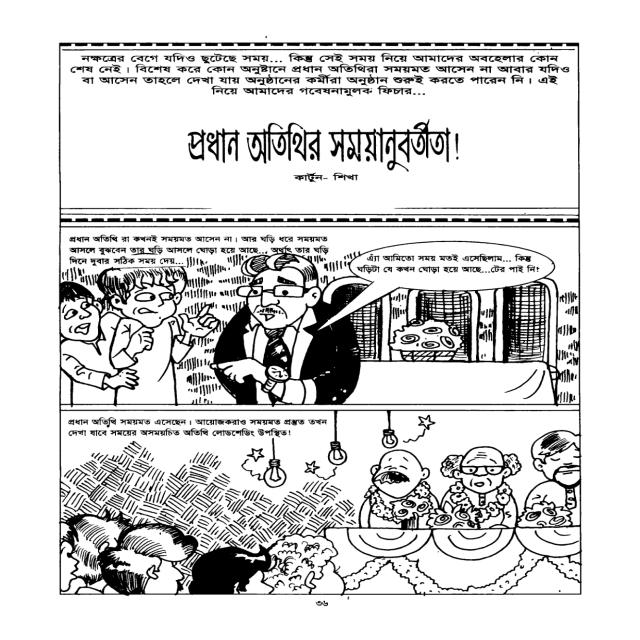 নক্ষত্রের বেগে যদিও ছুটেছে সময়... কিন্তু সেই সময় নিয়ে আমাদের অবহেলার কোন
শেষ নেই। বিশেষ করে কোন অনুষ্টানে প্রধান অতিথিরা সময়মত আসেন না আবার যদিও
বা আসেন তাহলে দেখা যায় অনুষ্ঠানের কর্মীরা অনুষ্ঠান শুরুই করতে পারেন নি। এই
নিয়ে আমাদের গবেষনামূলক ফিচার...
প্রধান অতিথির সময়ানুবর্তীতা!
কার্টুন- শিখা
প্রধান অতিথি রা কখনই সময়মত আসেন না। আর ঘড়ি ধরে সময়মত
আসলে বুঝবেন তার ঘড়ি আসলে ঘোড়া হয়ে আছে... অর্থাৎ তার ঘড়ি
দিনে দুবার সঠিক সময় দেয়...
এ্যাঁ আমিতো সময় মতই এসেছিলাম... কিন্তু
ঘড়িটা যে কখন ঘোড়া হয়ে আছে...টের পাই নি?
প্রধান অতিথি সময়মত এসেছেন। আয়োজকরাও সময়মত প্রস্তুত তখন
দেখা যাবে সময়ের অসময়চিত অতিথি লোডশেডিং উপস্থিত!
৩৬